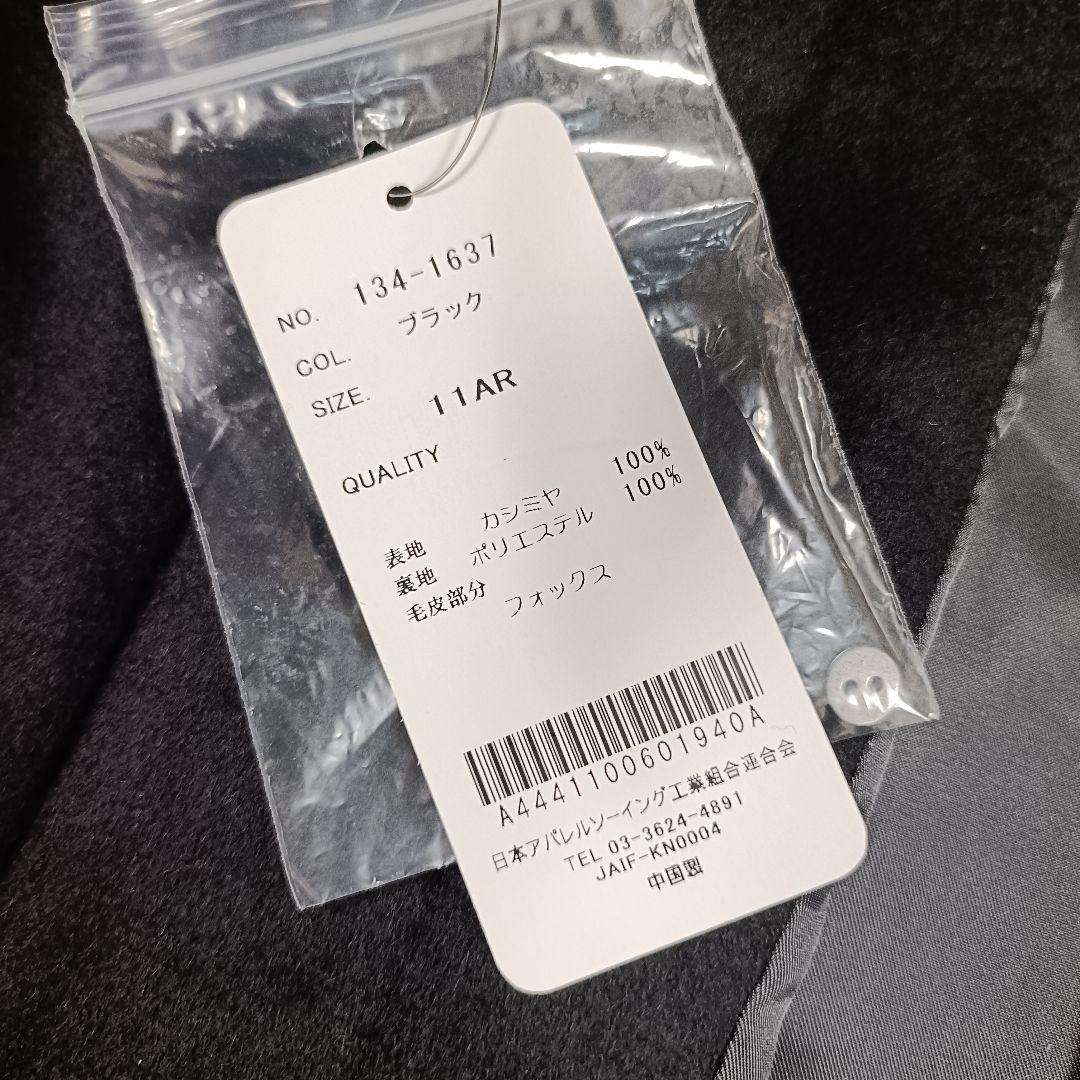 NO. 134-1637
COL. ブラック
SIZE. 11AR
QUALITY
表地 カシミヤ 100%
裏地 ポリエステル 100%
毛皮部分 フォックス
A4441100601940A
日本アパレルソーイング工業組合連合会
TEL 03-3624-4891
JAIF-KN0004
中国製